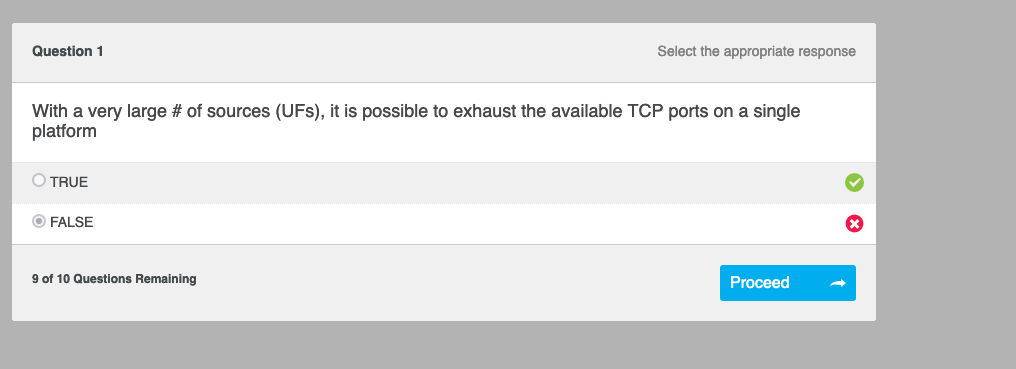 Question 1
Select the appropriate response
With a very large # of sources (UFs), it is possible to exhaust the available TCP ports on a single
platform
TRUE
FALSE
9 of 10 Questions Remaining
Proceed